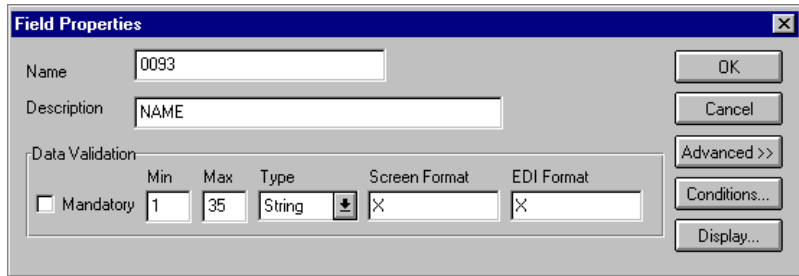 Field Properties
Name 0093 OK
Description NAME Cancel
Data Validation Advanced >>
Min Max Type Screen Format EDI Format
Mandatory 1 35 String X X Conditions...
Display...